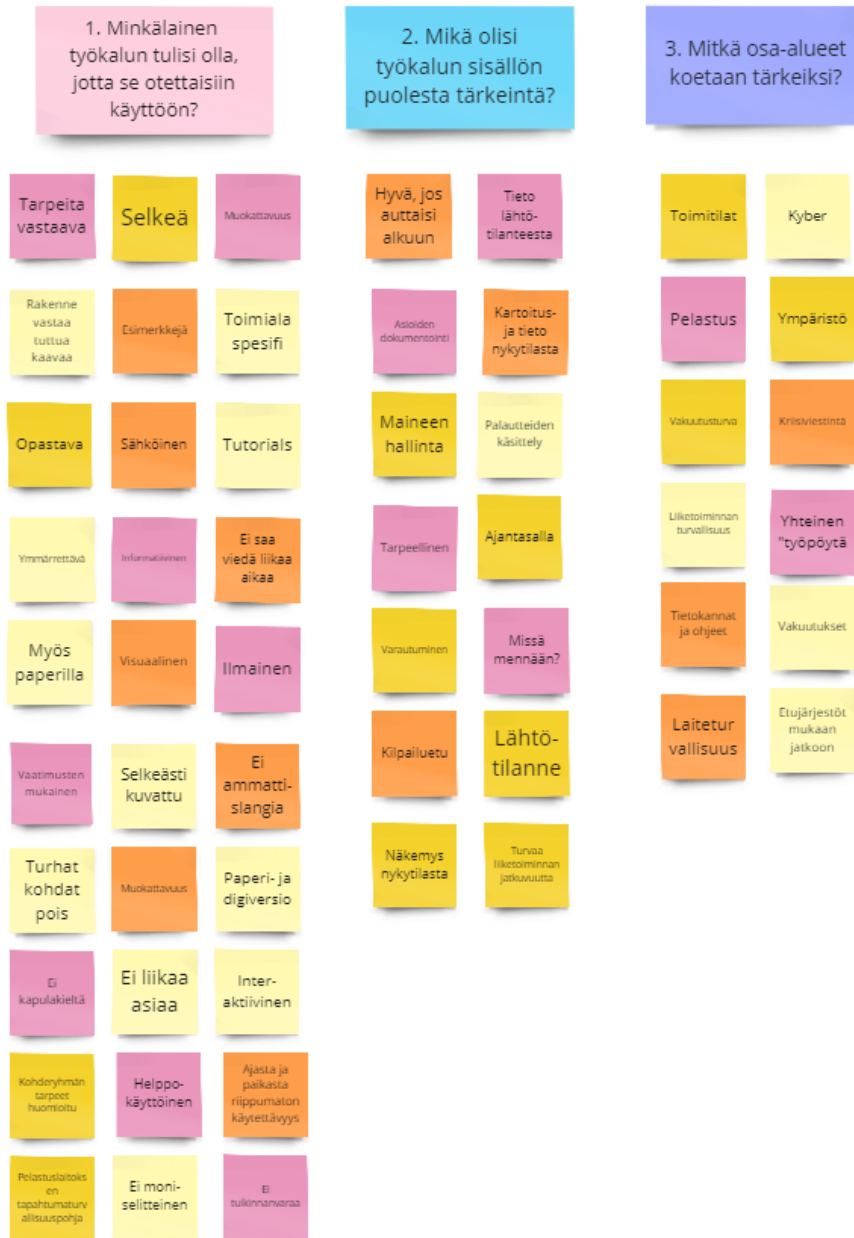 1. Minkälainen
työkalun tulisi olla,
jotta se otettaisiin
käyttöön?
2. Mikä olisi
työkalun sisällön
puolesta tärkeintä?
3. Mitkä osa-alueet
koetaan tärkeiksi?
Tarpeita
vastaava
Selkeä
Muokattavuus
Rakenne
vastaa
tuttua
kaavaa
Esimerkkejä
Toimiala
spesifi
Opastava
Sähköinen
Tutorials
Ymmärrettävä
Informatiivinen
Ei saa
viedä liikaa
aikaa
Myös
paperilla
Visuaalinen
Ilmainen
Vaatimusten
mukainen
Selkeästi
kuvattu
Ei
ammatti-
slangia
Turhat
kohdat
pois
Muokattavuus
Paperi- ja
digiversio
Ei
kapulakieltä
Ei liikaa
asiaa
Inter-
aktiivinen
Kohderyhmän
tarpeet
huomioitu
Helppo-
käyttöinen
Ajasta ja
paikasta
riippumaton
käytettävyys
Pelastuslaitoks
en
tapahtumaturv
allisuuspohja
Ei moni-
selitteinen
Ei
tulkinnanvaraa
Hyvä, jos
auttaisi
alkuun
Tieto
lähtö-
tilanteesta
Asioiden
dokumentointi
Kartoitus-
ja tieto
nykytilasta
Maineen
hallinta
Palautteiden
käsittely
Tarpeellinen
Ajantasalla
Varautuminen
Missä
mennään?
Kilpailuetu
Lähtö-
tilanne
Näkemys
nykytilasta
Turvaa
liiketoiminnan
jatkuvuutta
Toimitilat
Kyber
Pelastus
Ympäristö
Vakuutusturva
Kriisiviestintä
Liiketoiminnan
turvallisuus
Yhteinen
"työpöytä
Tietokannat
ja ohjeet
Vakuutukset
Laitetur
vallisuus
Etujärjestöt
mukaan
jatkoon